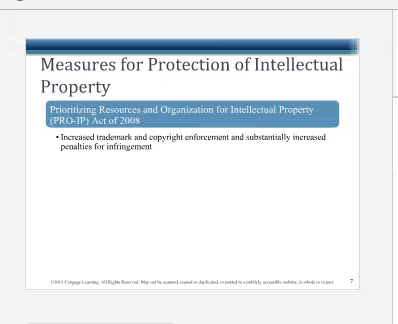 Measures for Protection of Intellectual
Property
Prioritizing Resources and Organization for Intellectual Property
(PRO-IP) Act of 2008
• Increased trademark and copyright enforcement and substantially increased
penalties for infringement
©2011 Cengage Learning. All Rights Reserved. May not be scanned, copied or duplicated, or posted to a publicly accessible website, in whole or in part.
7